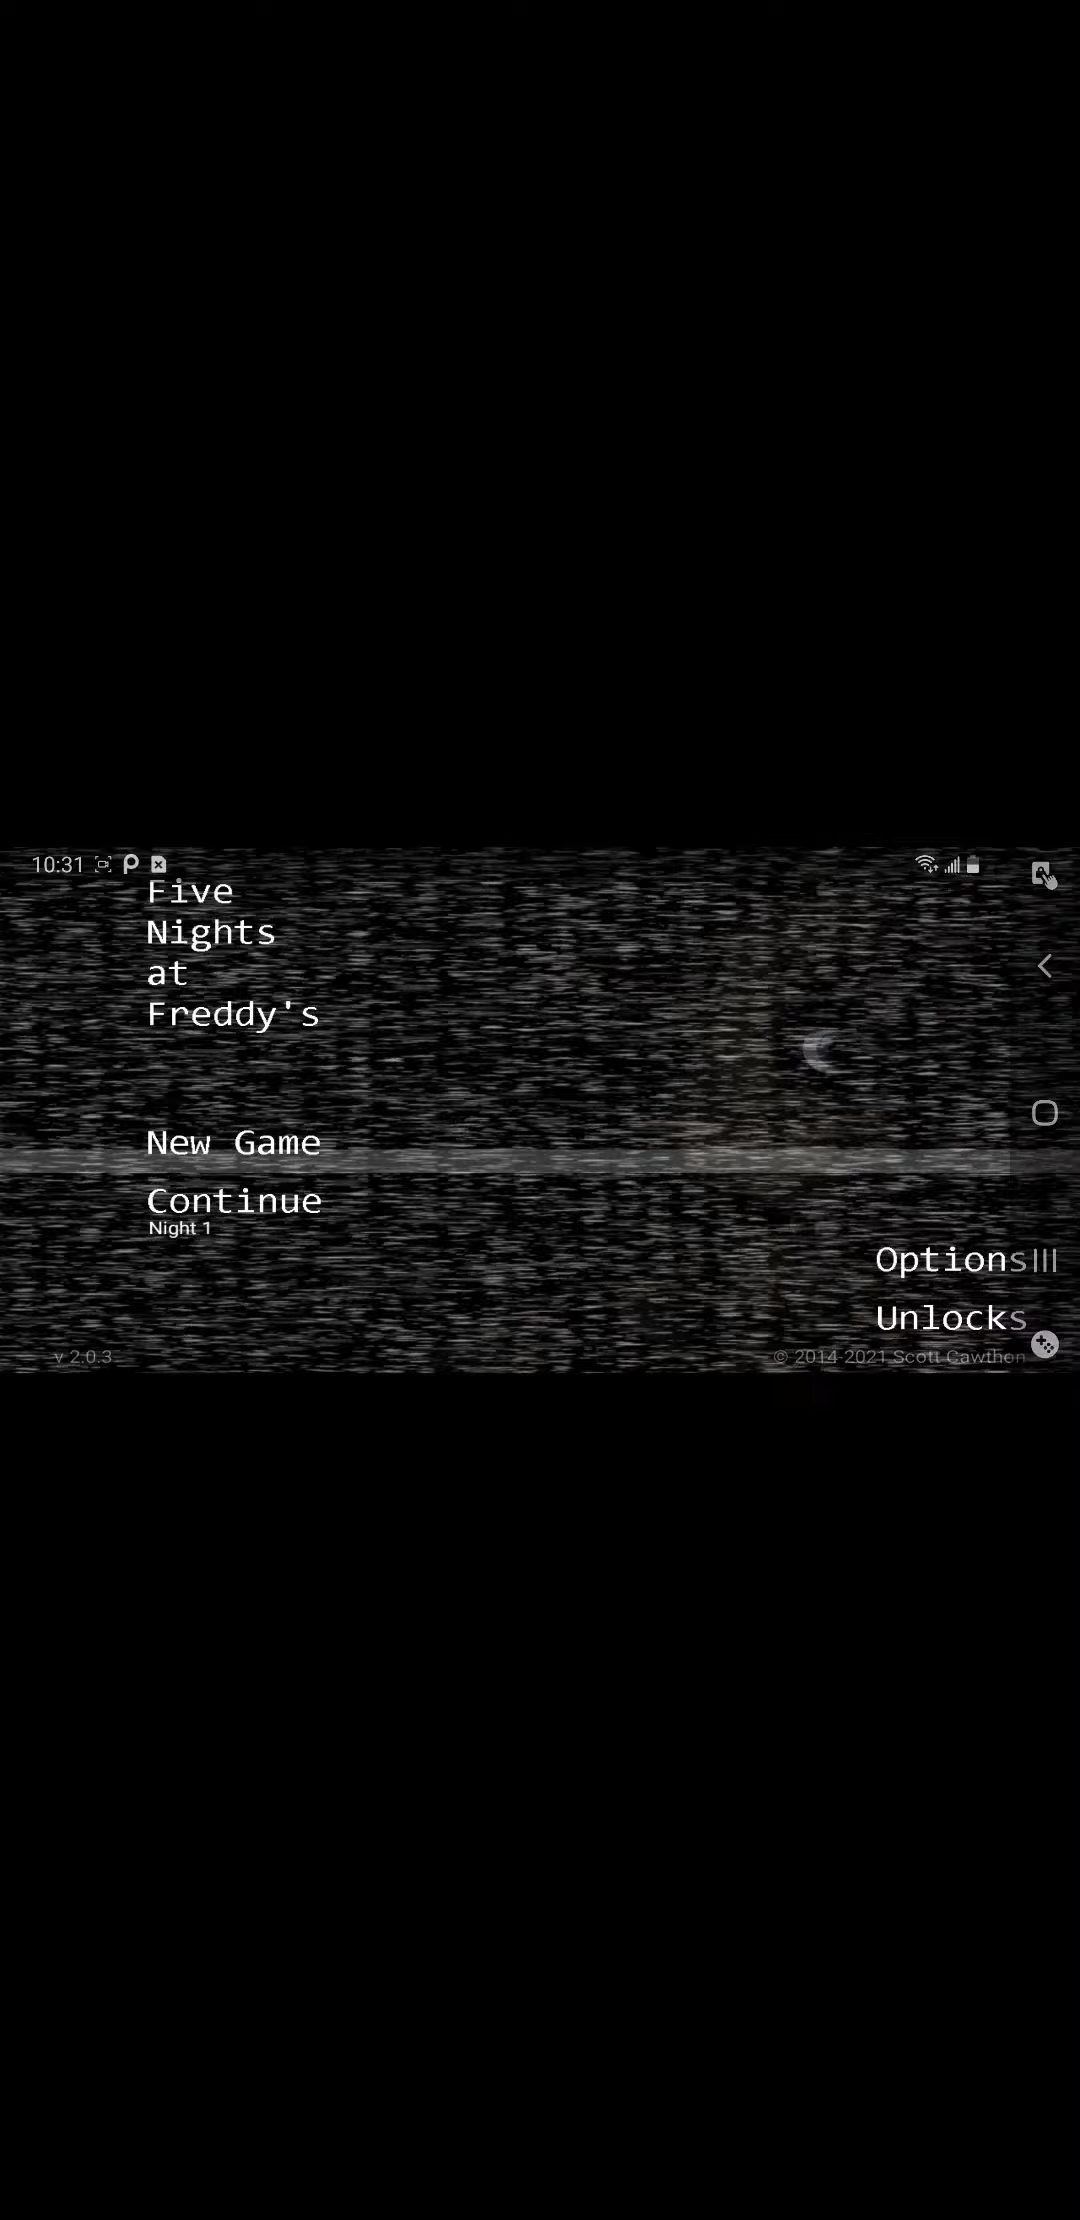 10:31
Five
Nights
at
Freddy's
New Game
Continue
Night 1
Options
Unlocks
v 2.0.3
© 2014-2021 Scott Cawthon